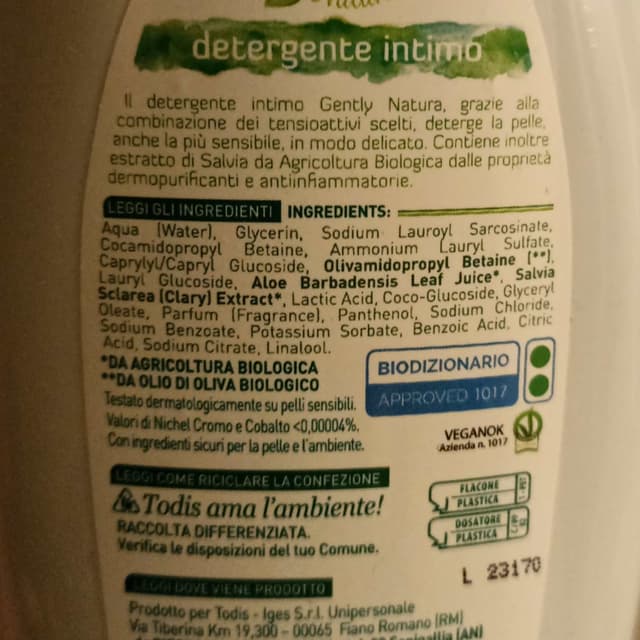 detergente intimo
Il detergente intimo Gently Natura, grazie alla
combinazione dei tensioattivi scelti, deterge la pelle,
anche la più sensibile, in modo delicato. Contiene inoltre
estratto di Salvia da Agricoltura Biologica dalle proprietà
dermopurificanti e antiinfiammatorie.
LEGGI GLI INGREDIENTI INGREDIENTS:
Aqua (Water), Glycerin, Sodium Lauroyl Sarcosinate,
Cocamidopropyl Betaine, Ammonium Lauryl Sulfate,
Caprylyl/Capryl Glucoside, Olivamidopropyl Betaine (**),
Lauryl Glucoside, Aloe Barbadensis Leaf Juice*, Salvia
Sclarea (Clary) Extract*, Lactic Acid, Coco-Glucoside, Glyceryl
Oleate, Parfum (Fragrance), Panthenol, Sodium Chloride,
Sodium Benzoate, Potassium Sorbate, Benzoic Acid, Citric
Acid, Sodium Citrate, Linalool.
*DA AGRICOLTURA BIOLOGICA
**DA OLIO DI OLIVA BIOLOGICO
Testato dermatologicamente su pelli sensibili.
Valori di Nichel Cromo e Cobalto <0,00004%.
Con ingredienti sicuri per la pelle e l'ambiente.
BIODIZIONARIO
APPROVED 1017
VEGANOK
Azienda n. 1017
LEGGI COME RICICLARE LA CONFEZIONE
Todis ama l'ambiente!
RACCOLTA DIFFERENZIATA.
Verifica le disposizioni del tuo Comune.
FLACONE
PLASTICA
DOSATORE
PLASTICA
L 23170
LEGGI DOVE VIENE PRODOTTO
Prodotto per Todis - Iges S.r.l. Unipersonale
Via Tiberina Km 19,300 - 00065 Fiano Romano (RM)
(AN)